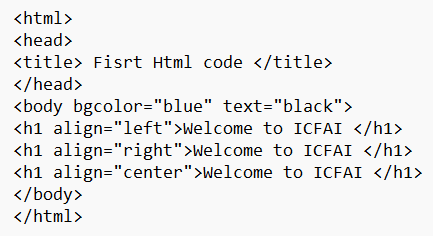 <html>
<head>
<title> Fisrt Html code </title>
</head>
<body bgcolor="blue" text="black">
<h1 align="left">Welcome to ICFAI </h1>
<h1 align="right">Welcome to ICFAI </h1>
<h1 align="center">Welcome to ICFAI </h1>
</body>
</html>